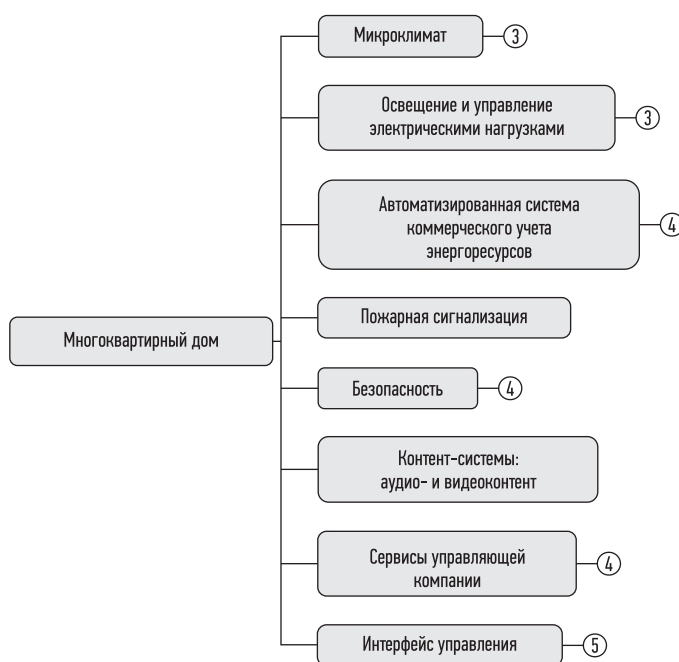 Микроклимат
3
Освещение и управление
электрическими нагрузками
3
Автоматизированная система
коммерческого учета
энергоресурсов
4
Пожарная сигнализация
Многоквартирный дом
Безопасность
4
Контент-системы:
аудио- и видеоконтент
Сервисы управляющей
компании
4
Интерфейс управления
5